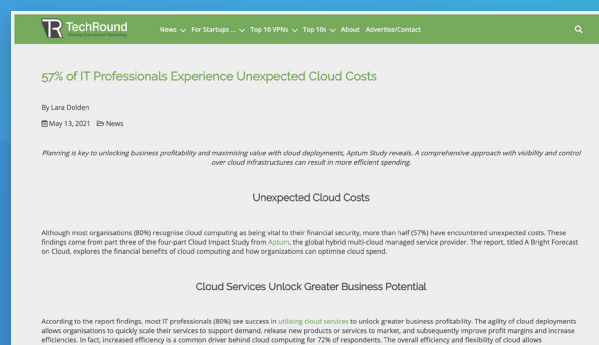 TechRound
News For Startups ... Top 10 VPNs Top 10s About Advertise/Contact
57% of IT Professionals Experience Unexpected Cloud Costs
By Lara Dolden
May 13, 2021 News
Planning is key to unlocking business profitability and maximising value with cloud deployments, Aptum Study reveals. A comprehensive approach with visibility and control
over cloud infrastructures can result in more efficient spending.
Unexpected Cloud Costs
Although most organisations (80%) recognise cloud computing as being vital to their financial security, more than half (57%) have encountered unexpected costs. These
findings come from part three of the four-part Cloud Impact Study from Aptum, the global hybrid multi-cloud managed service provider. The report, titled A Bright Forecast
on Cloud, explores the financial benefits of cloud computing and how organizations can optimise cloud spend.
Cloud Services Unlock Greater Business Potential
According to the report findings, most IT professionals (80%) see success in utilising cloud services to unlock greater business profitability. The agility of cloud deployments
allows organisations to quickly scale their services to support demand, release new products or services to market, and subsequently improve profit margins and increase
efficiencies. In fact, increased efficiency is a common driver behind cloud computing for 72% of respondents. The overall efficiency and flexibility of cloud allows